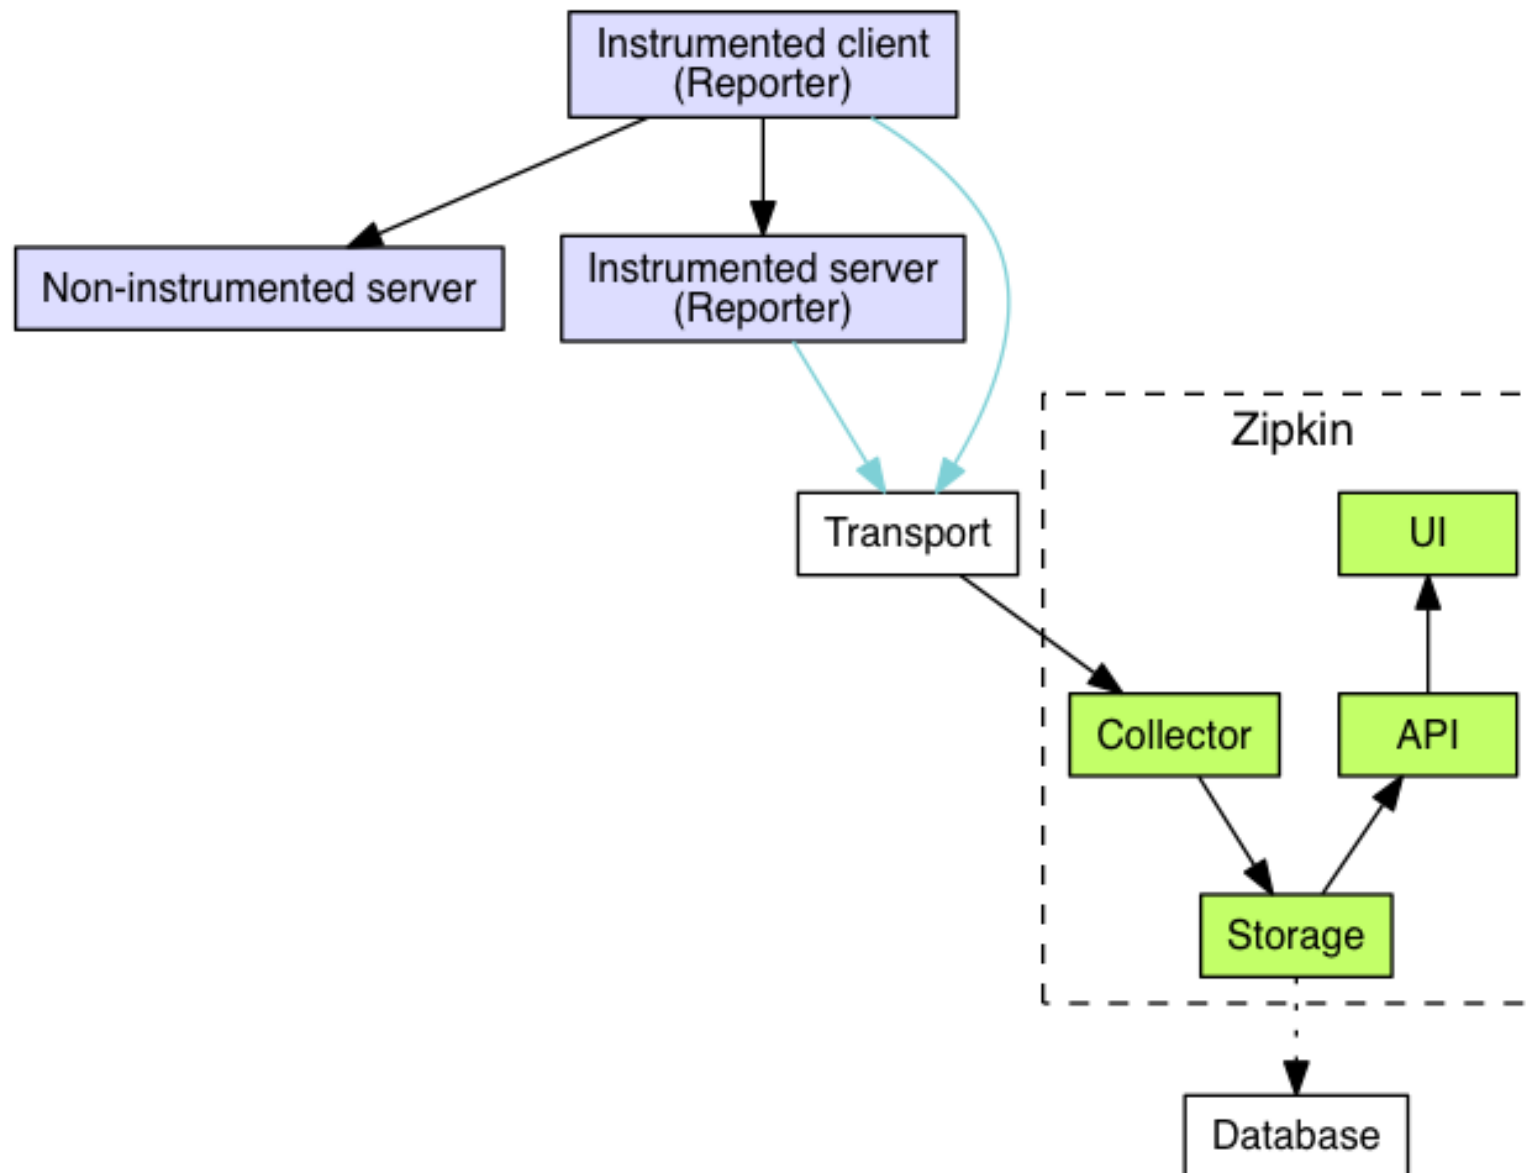 Instrumented client
(Reporter)
Non-instrumented server
Instrumented server
(Reporter)
Zipkin
Transport
UI
Collector
API
Storage
Database